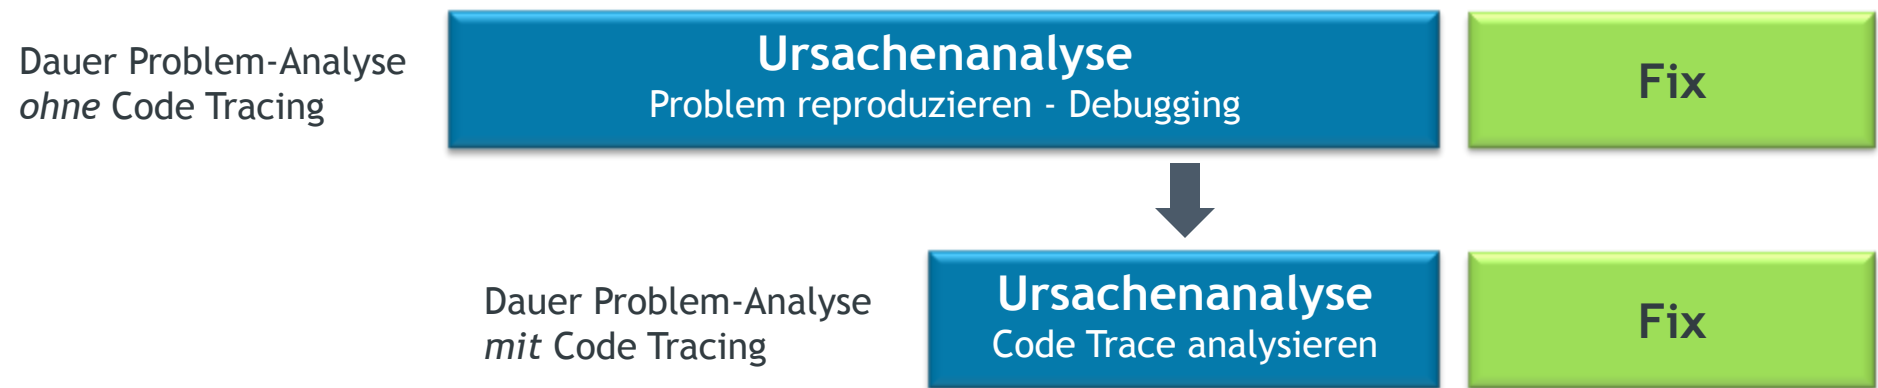 Dauer Problem-Analyse
ohne Code Tracing
Ursachenanalyse
Problem reproduzieren - Debugging
Fix
Dauer Problem-Analyse
mit Code Tracing
Ursachenanalyse
Code Trace analysieren
Fix